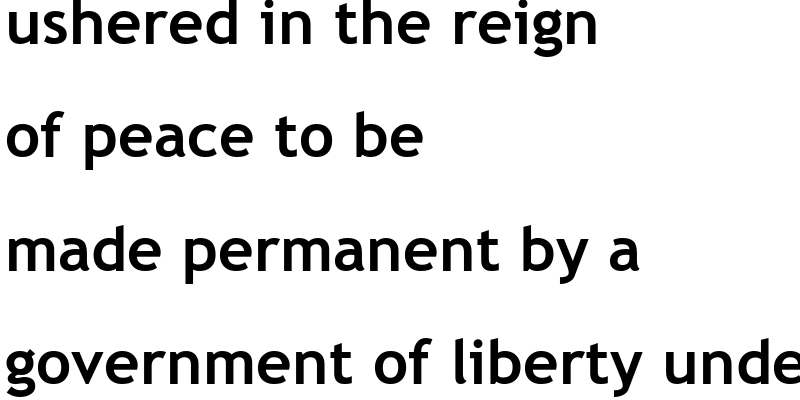 ushered in the reign
of peace to be
made permanent by a
government of liberty unde